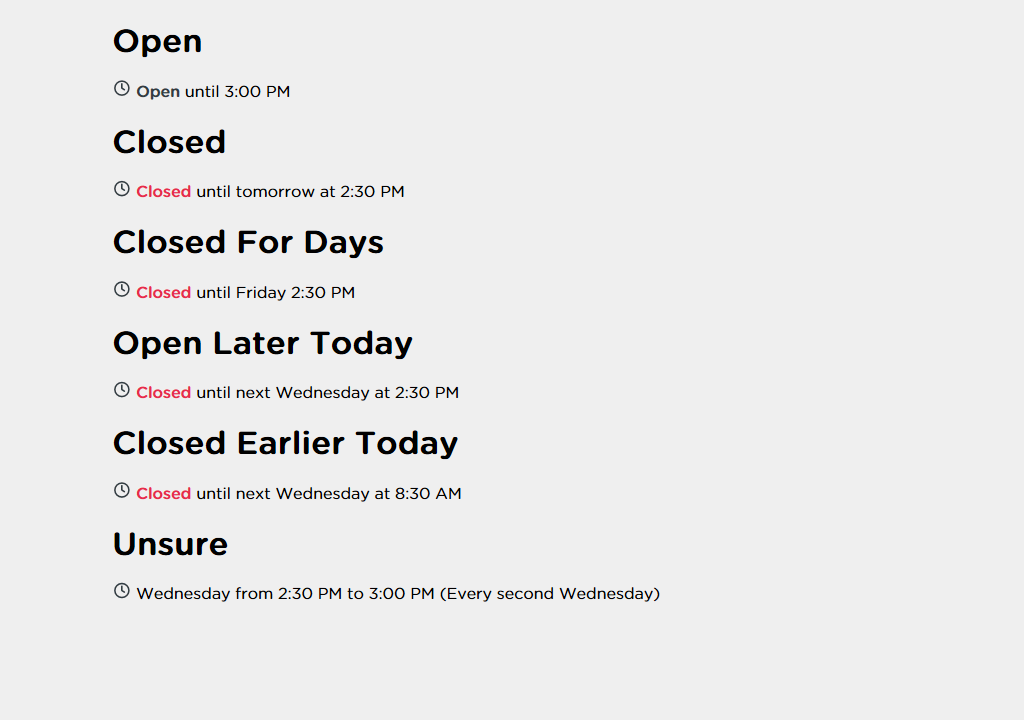 Open
Open until 3:00 PM
Closed
Closed until tomorrow at 2:30 PM
Closed For Days
Closed until Friday 2:30 PM
Open Later Today
Closed until next Wednesday at 2:30 PM
Closed Earlier Today
Closed until next Wednesday at 8:30 AM
Unsure
Wednesday from 2:30 PM to 3:00 PM (Every second Wednesday)